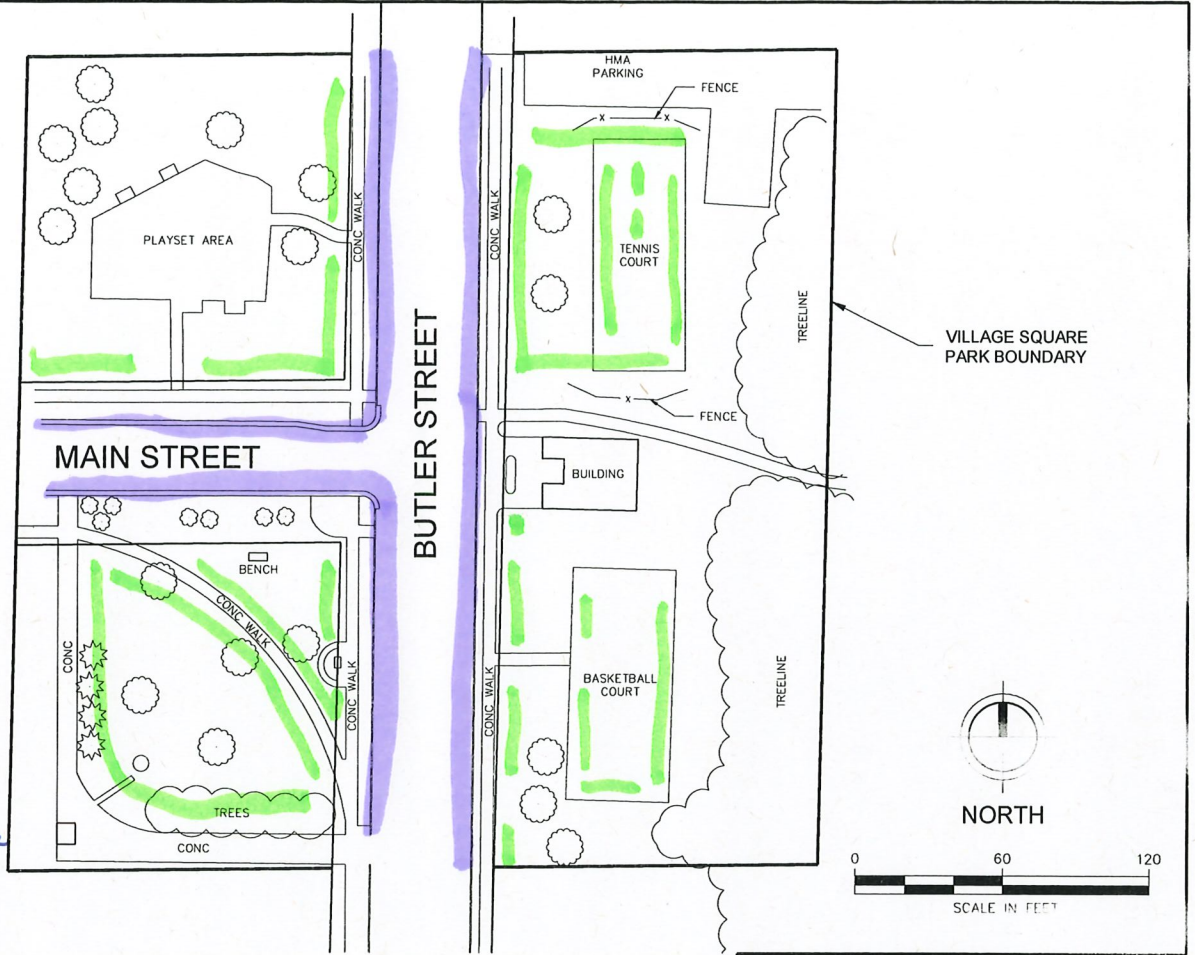 HMA
PARKING
FENCE
x x
CONC WALK
CONC WALK
PLAYSET AREA
TENNIS
COURT
TREELINE
VILLAGE SQUARE
PARK BOUNDARY
BUTLER STREET
x
FENCE
MAIN STREET
BUILDING
BENCH
CONC WALK
CONC
CONC WALK
CONC WALK
BASKETBALL
COURT
TREELINE
TREES
CONC
NORTH
0 60 120
SCALE IN FEET